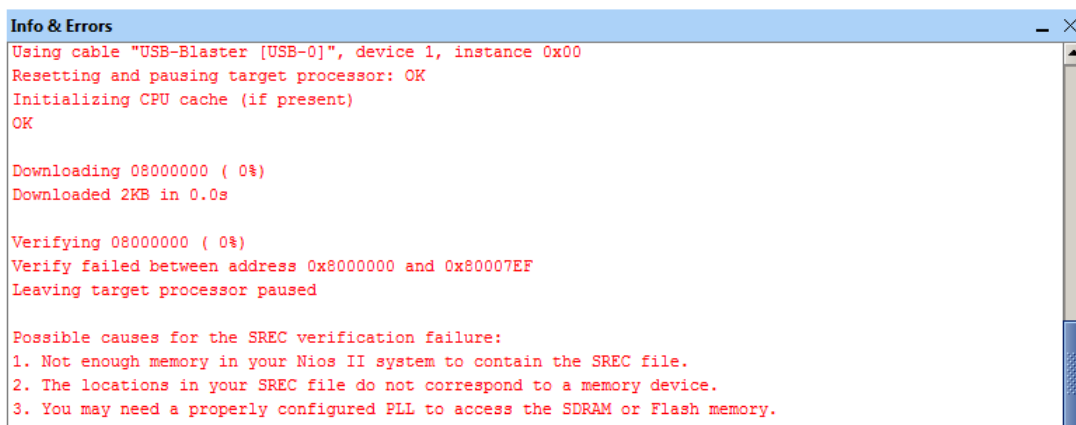 Info & Errors
Using cable "USB-Blaster [USB-0]", device 1, instance 0x00
Resetting and pausing target processor: OK
Initializing CPU cache (if present)
OK
Downloading 08000000 ( 0%)
Downloaded 2KB in 0.0s
Verifying 08000000 ( 0%)
Verify failed between address 0x8000000 and 0x80007EF
Leaving target processor paused
Possible causes for the SREC verification failure:
1. Not enough memory in your Nios II system to contain the SREC file.
2. The locations in your SREC file do not correspond to a memory device.
3. You may need a properly configured PLL to access the SDRAM or Flash memory.